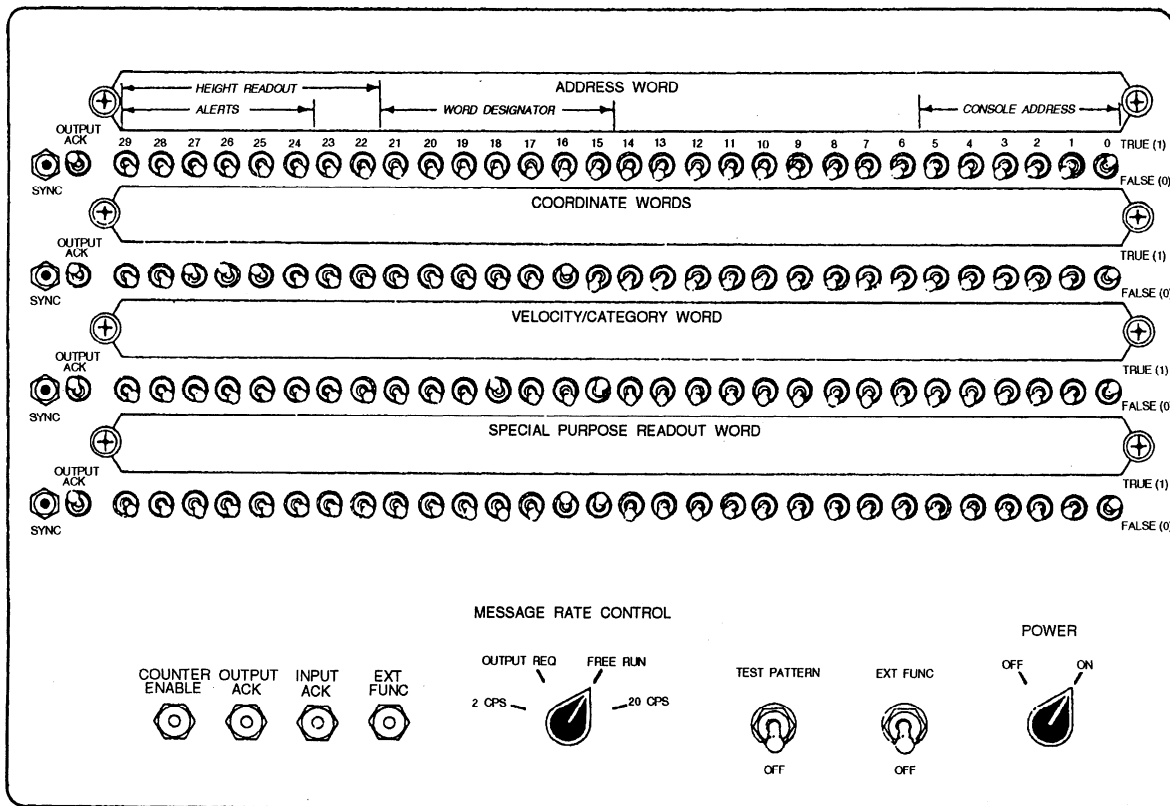 HEIGHT READOUT
ADDRESS WORD
ALERTS
WORD DESIGNATOR
CONSOLE ADDRESS
OUTPUT
ACK
29 28 27 26 25 24 23 22 21 20 19 18 17 16 15 14 13 12 11 10 9 8 7 6 5 4 3 2 1 0
TRUE (1)
SYNC
FALSE (0)
COORDINATE WORDS
OUTPUT
ACK
TRUE (1)
SYNC
FALSE (0)
VELOCITY/CATEGORY WORD
OUTPUT
ACK
TRUE (1)
SYNC
FALSE (0)
SPECIAL PURPOSE READOUT WORD
OUTPUT
ACK
TRUE (1)
SYNC
FALSE (0)
MESSAGE RATE CONTROL
POWER
COUNTER
ENABLE
OUTPUT
ACK
INPUT
ACK
EXT
FUNC
OUTPUT REQ
FREE RUN
2 CPS
20 CPS
TEST PATTERN
OFF
EXT FUNC
OFF
OFF
ON